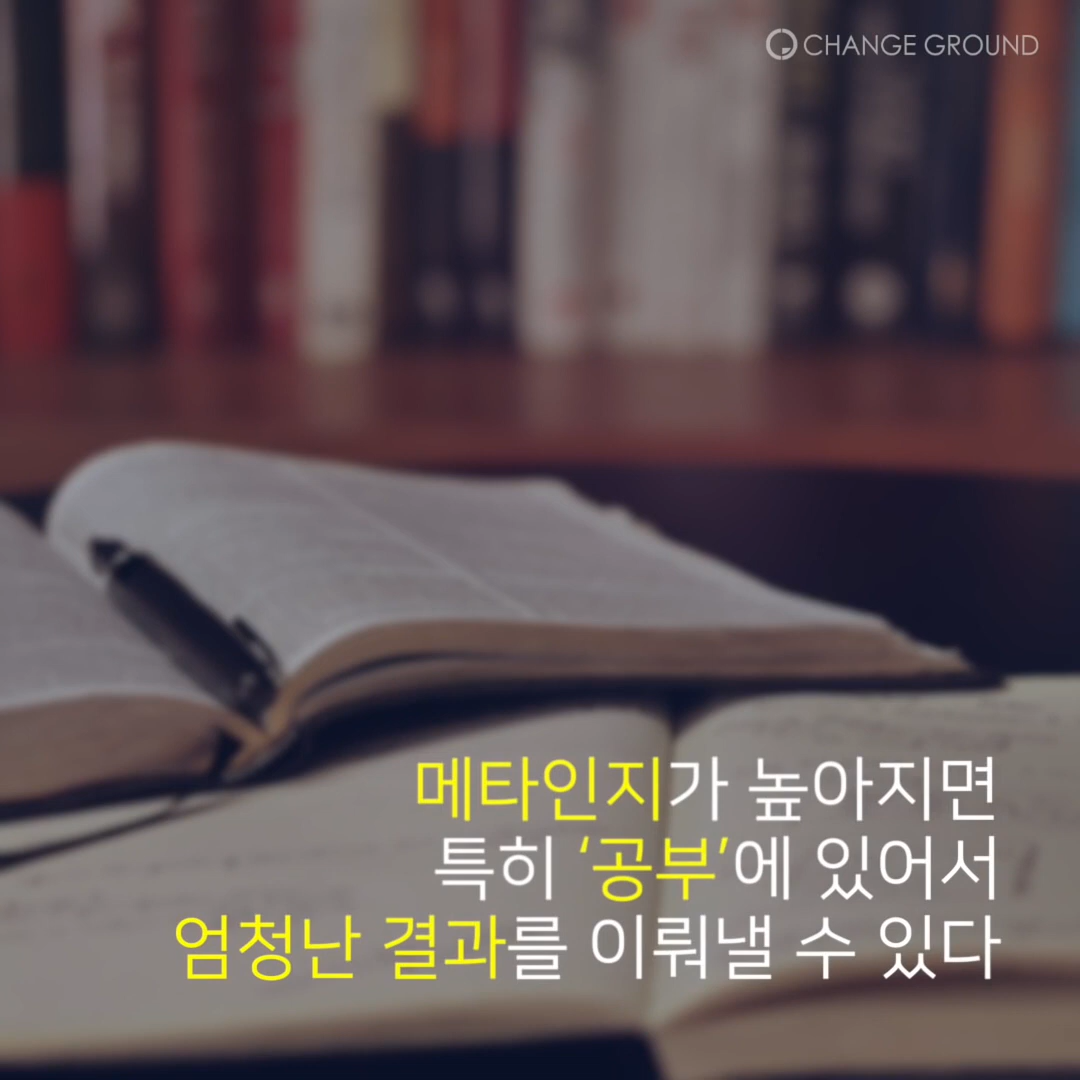 CHANGE GROUND
메타인지가 높아지면
특히 ‘공부’에 있어서
엄청난 결과를 이뤄낼 수 있다